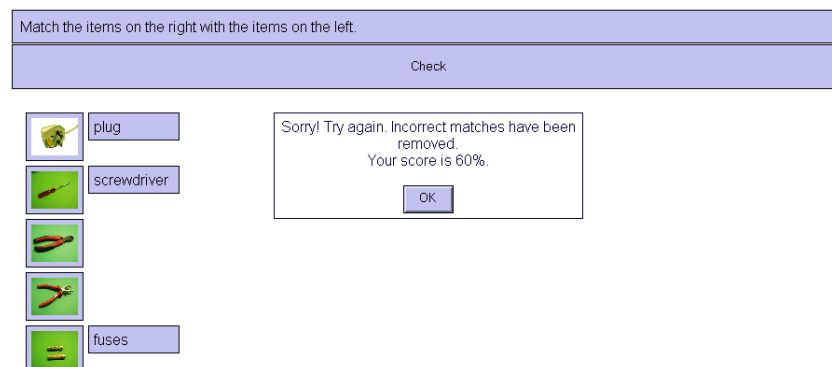 Match the items on the right with the items on the left.
Check
plug
screwdriver
fuses
Sorry! Try again. Incorrect matches have been
removed.
Your score is 60%.
OK